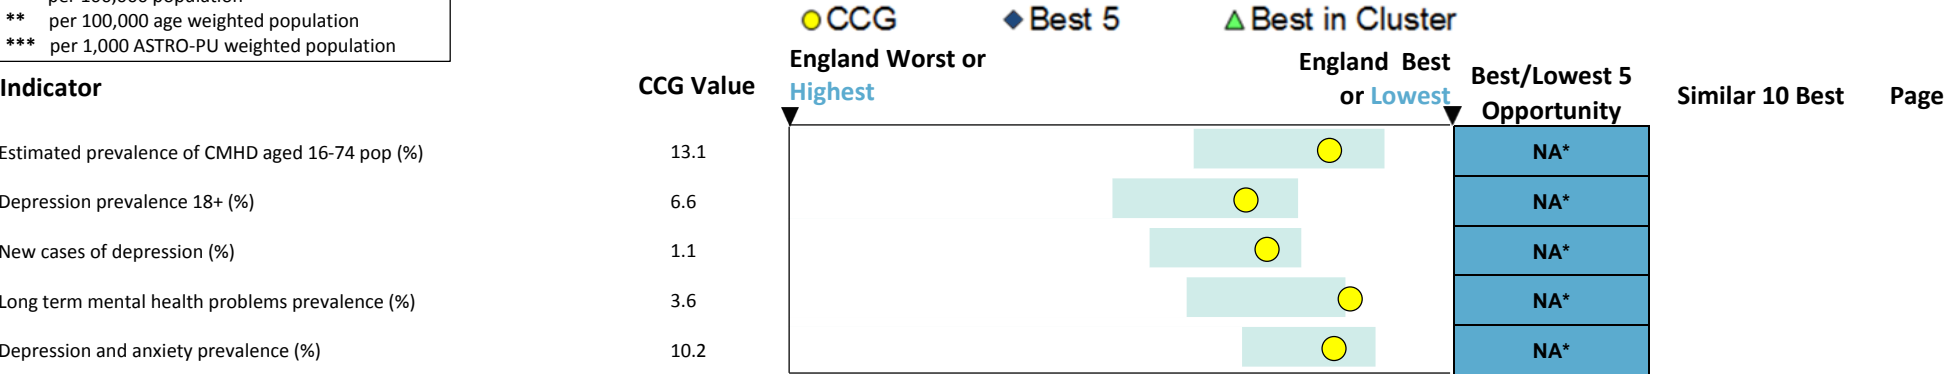 per 100,000 population
** per 100,000 age weighted population
*** per 1,000 ASTRO-PU weighted population
CCG Best 5 Best in Cluster
Indicator CCG Value England Worst or Highest England Best or Lowest Best/Lowest 5 Opportunity Similar 10 Best Page
Estimated prevalence of CMHD aged 16-74 pop (%) 13.1 NA*
Depression prevalence 18+ (%) 6.6 NA*
New cases of depression (%) 1.1 NA*
Long term mental health problems prevalence (%) 3.6 NA*
Depression and anxiety prevalence (%) 10.2 NA*